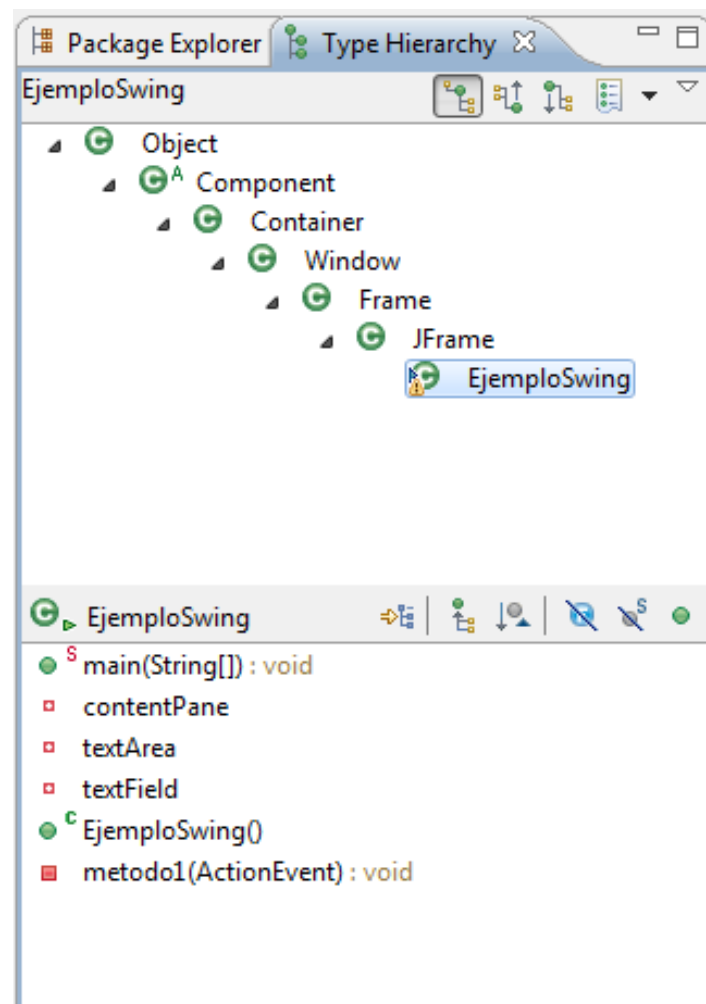 Package Explorer Type Hierarchy
EjemploSwing
C Object
C A Component
C Container
C Window
C Frame
C JFrame
C EjemploSwing
C EjemploSwing S
S main(String[]) : void
contentPane
textArea
textField
C EjemploSwing()
metodo1(ActionEvent) : void